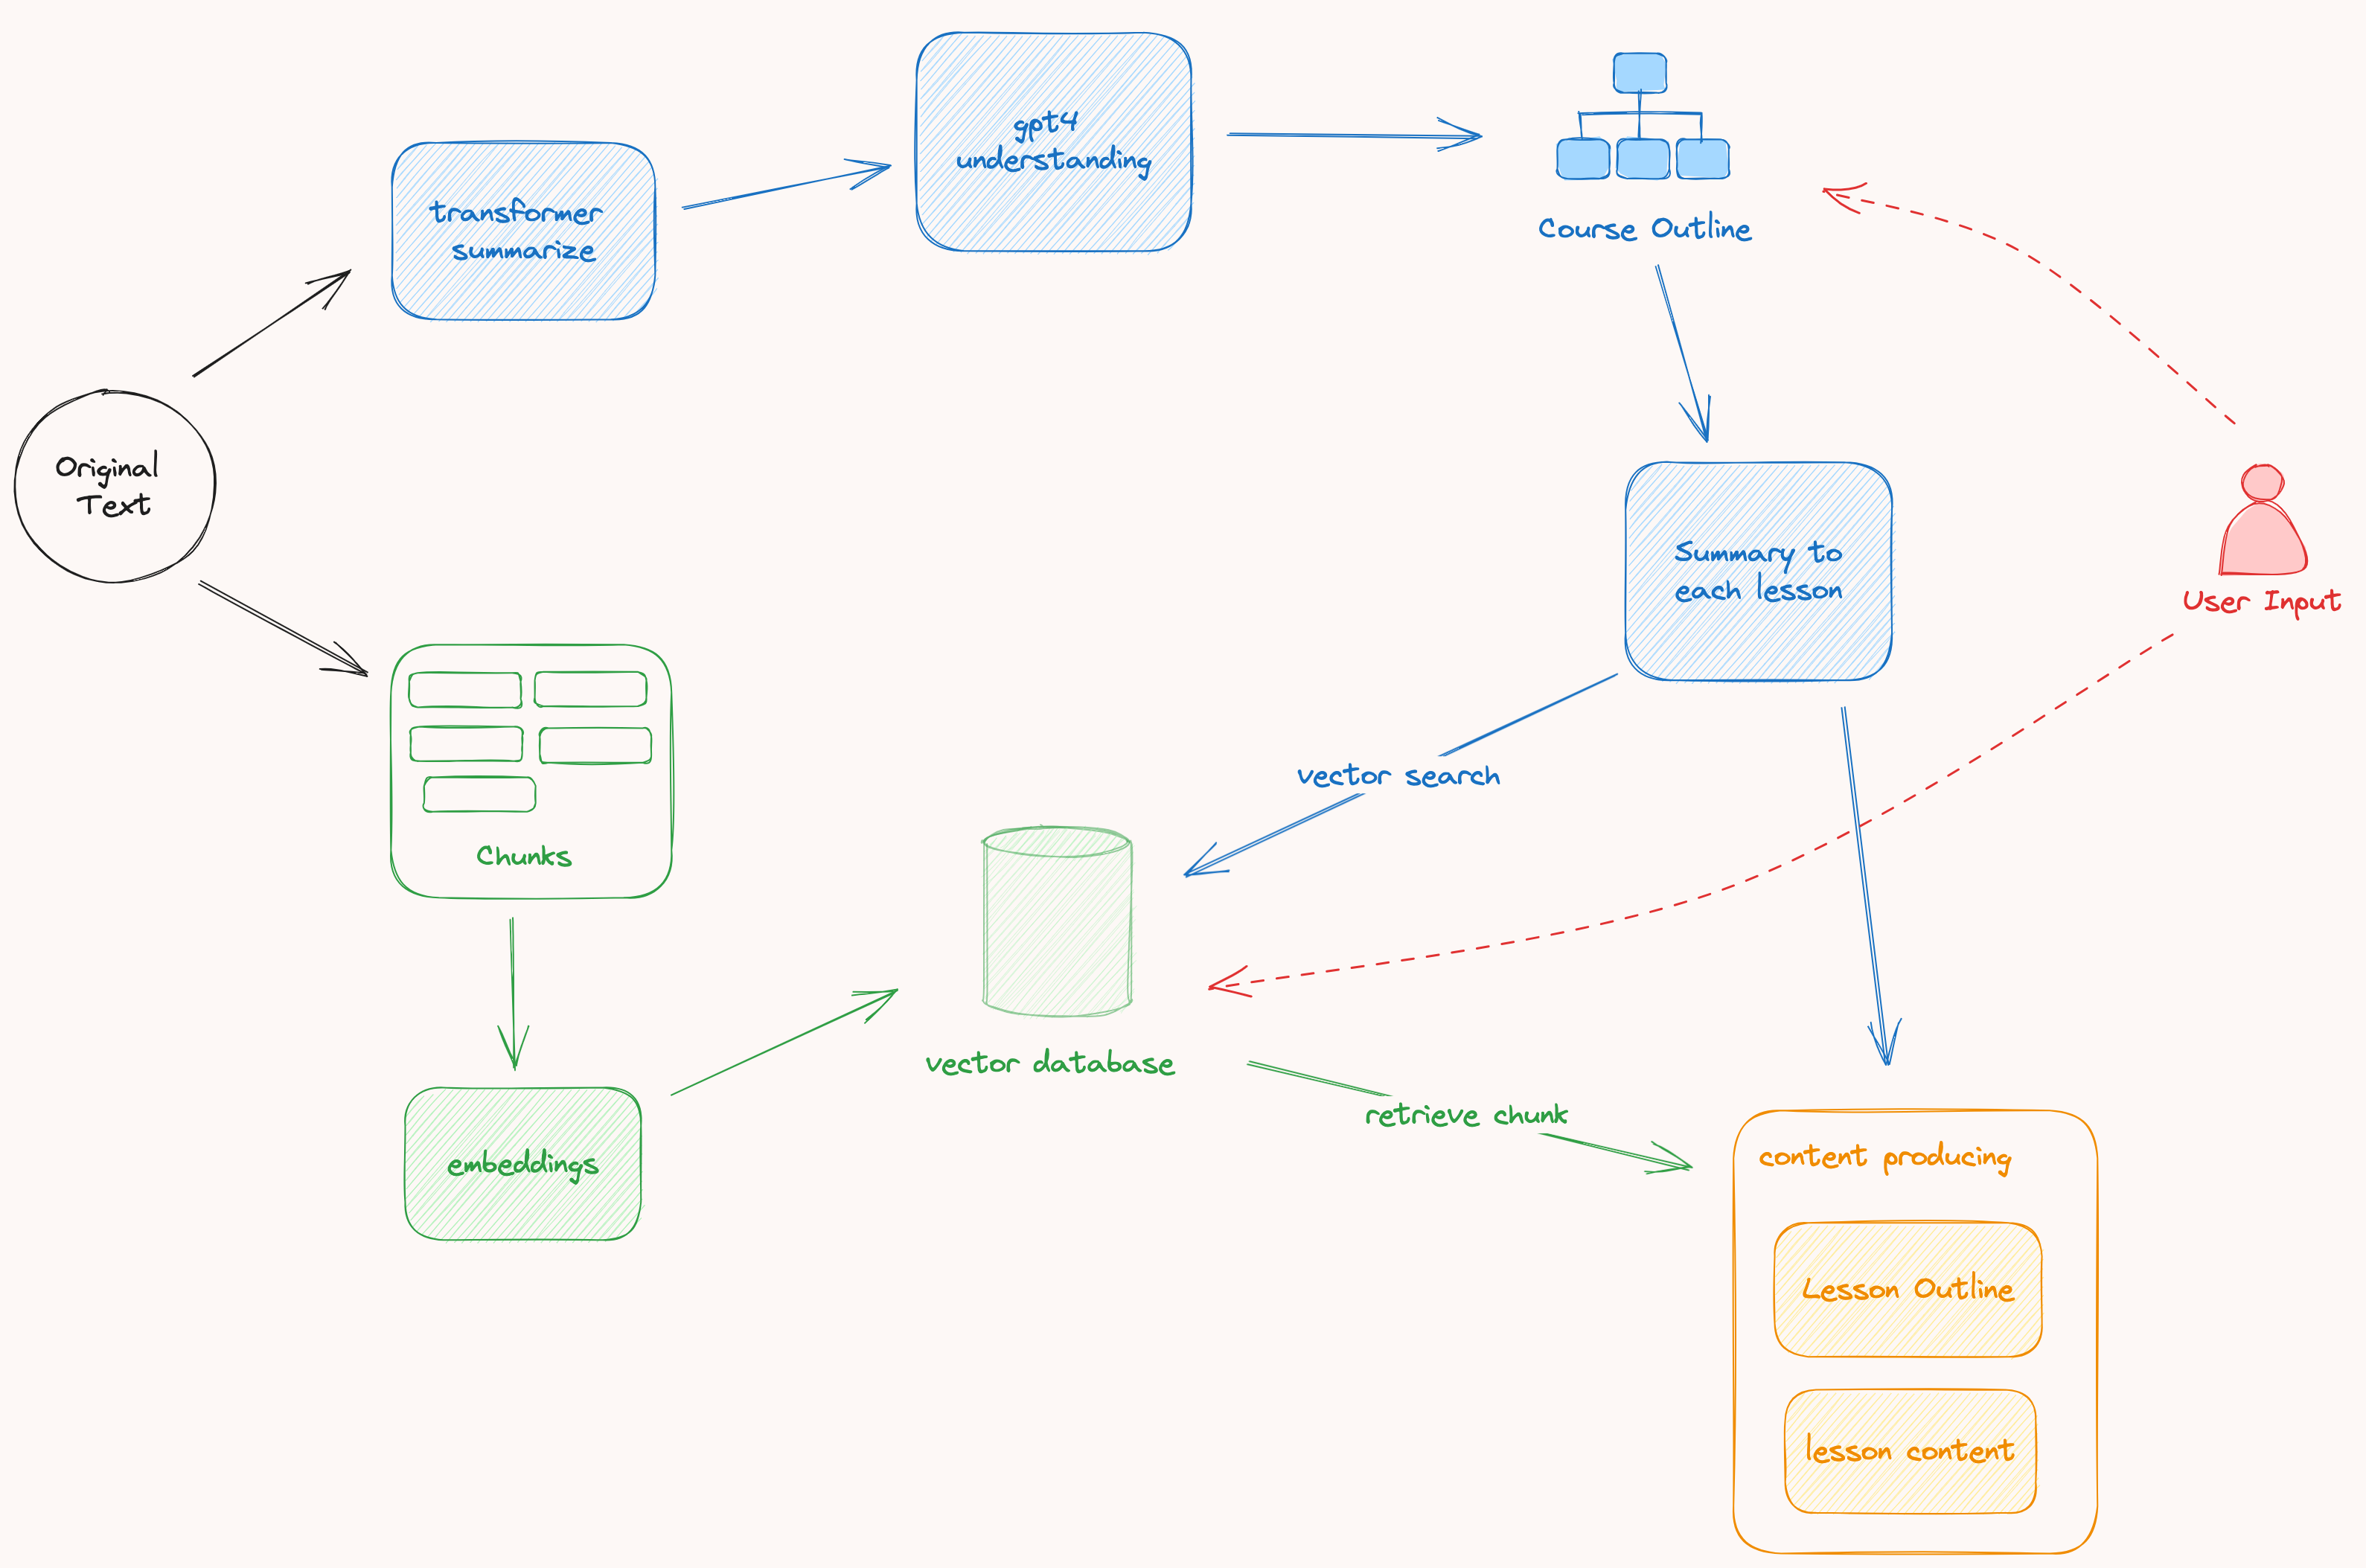 gpt4
understanding
transformer
summarize
Course Outline
Original
Text
Summary to
each lesson
User Input
vector search
Chunks
vector database
retrieve chunk
embeddings
content producing
Lesson Outline
lesson content